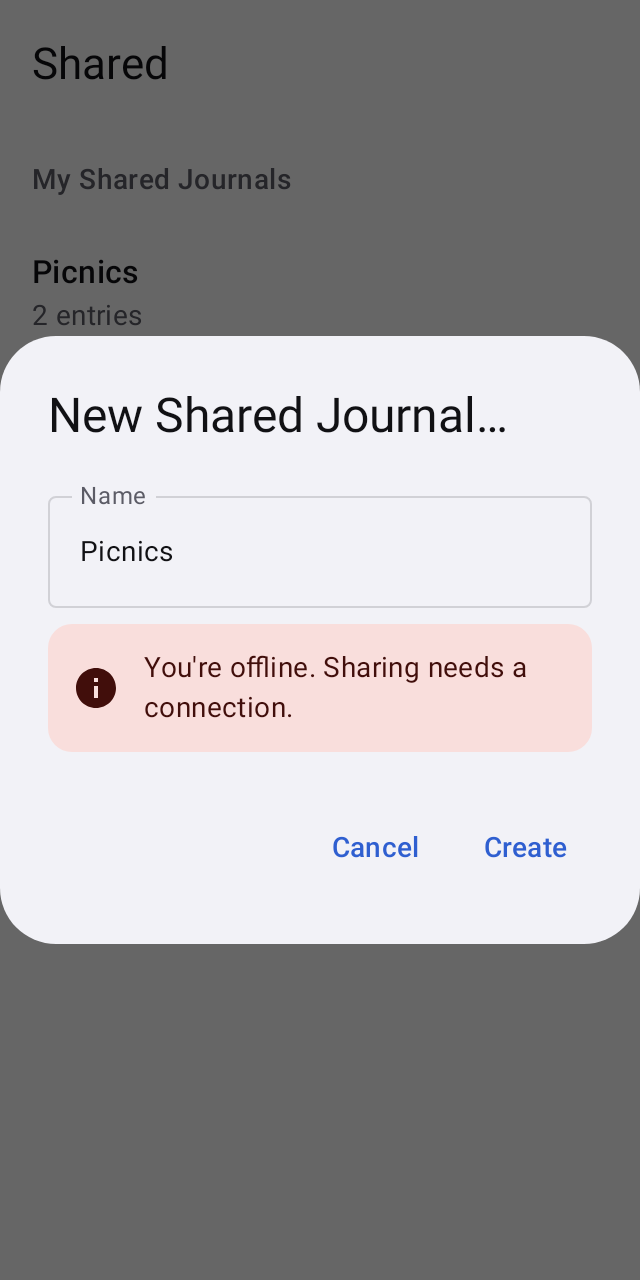 Shared
My Shared Journals
Picnics
2 entries
New Shared Journal…
Name
Picnics
You're offline. Sharing needs a
connection.
Cancel
Create